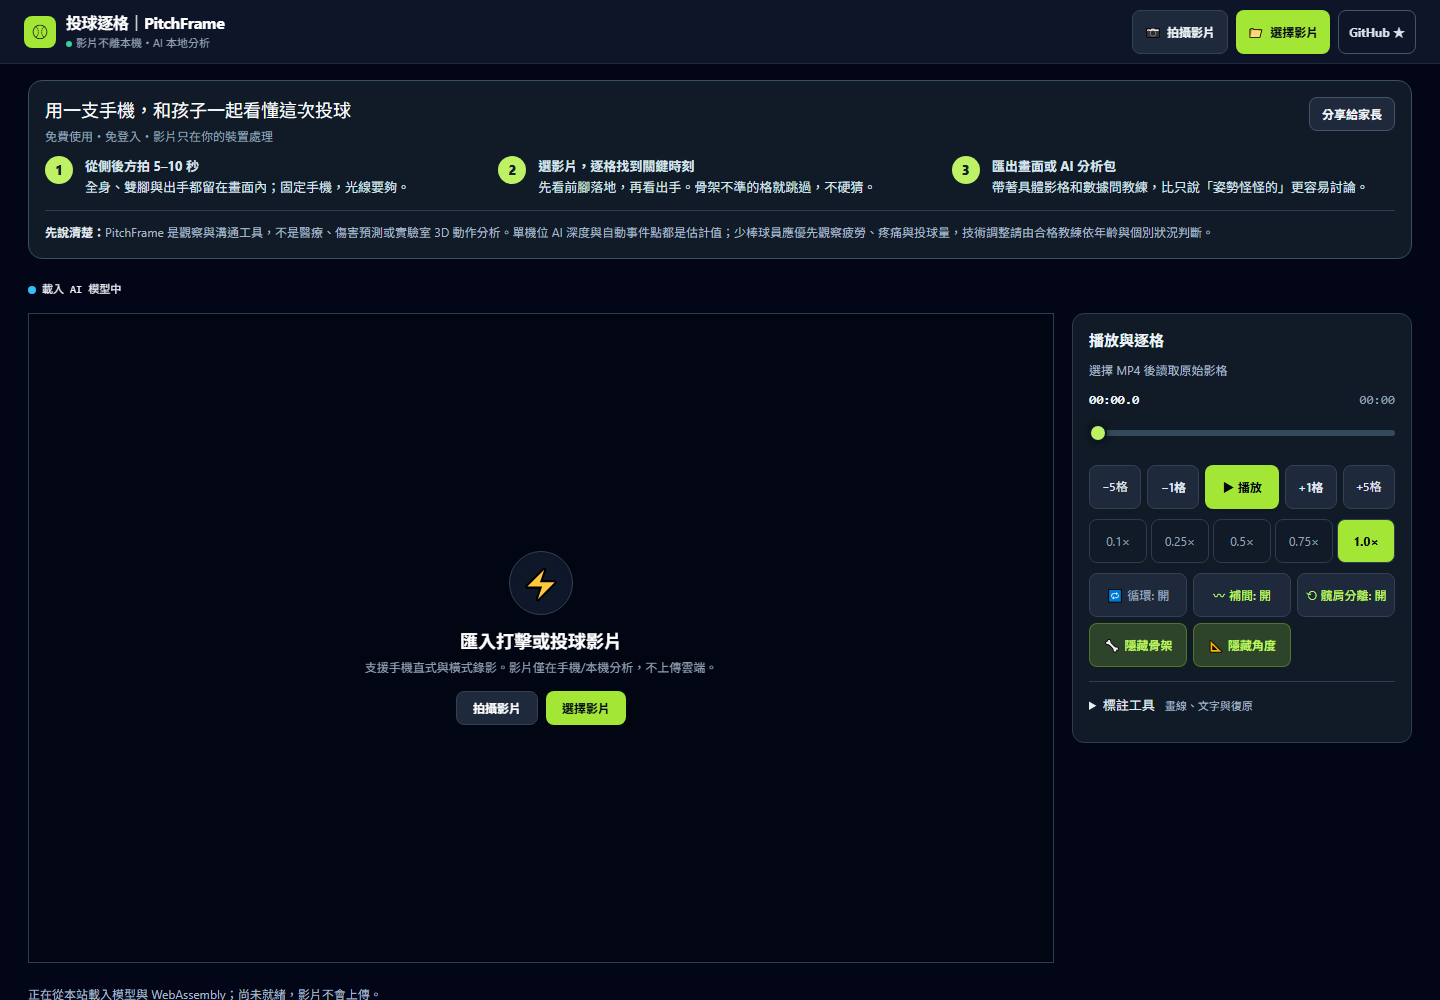 投球逐格｜PitchFrame
影片不離本機・AI 本地分析
拍攝影片
選擇影片
GitHub ★
用一支手機，和孩子一起看懂這次投球
免費使用・免登入・影片只在你的裝置處理
分享給家長
1
從側後方拍 5–10 秒
全身、雙腳與出手都留在畫面內；固定手機，光線要夠。
2
選影片，逐格找到關鍵時刻
先看前腳落地，再看出手。骨架不準的格就跳過，不硬猜。
3
匯出畫面或 AI 分析包
帶著具體影格和數據問教練，比只說「姿勢怪怪的」更容易討論。
先說清楚：PitchFrame 是觀察與溝通工具，不是醫療、傷害預測或實驗室 3D 動作分析。單機位 AI 深度與自動事件點都是估計值；少棒球員應優先觀察疲勞、疼痛與投球量，技術調整請由合格教練依年齡與個別狀況判斷。
載入 AI 模型中
匯入打擊或投球影片
支援手機直式與橫式錄影。影片僅在手機/本機分析，不上傳雲端。
拍攝影片
選擇影片
播放與逐格
選擇 MP4 後讀取原始影格
00:00.0
00:00
−5格
−1格
▶ 播放
+1格
+5格
0.1×
0.25×
0.5×
0.75×
1.0×
循環: 開
補間: 開
髖肩分離: 開
隱藏骨架
隱藏角度
▶ 標註工具 畫線、文字與復原
正在從本站載入模型與 WebAssembly；尚未就緒，影片不會上傳。